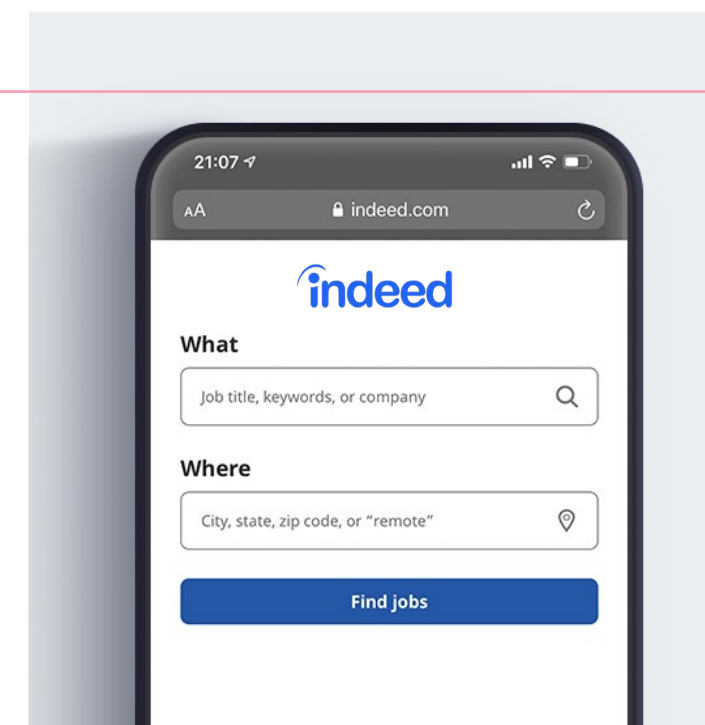 21:07
AA
indeed.com
indeed
What
Job title, keywords, or company
Where
City, state, zip code, or “remote”
Find jobs